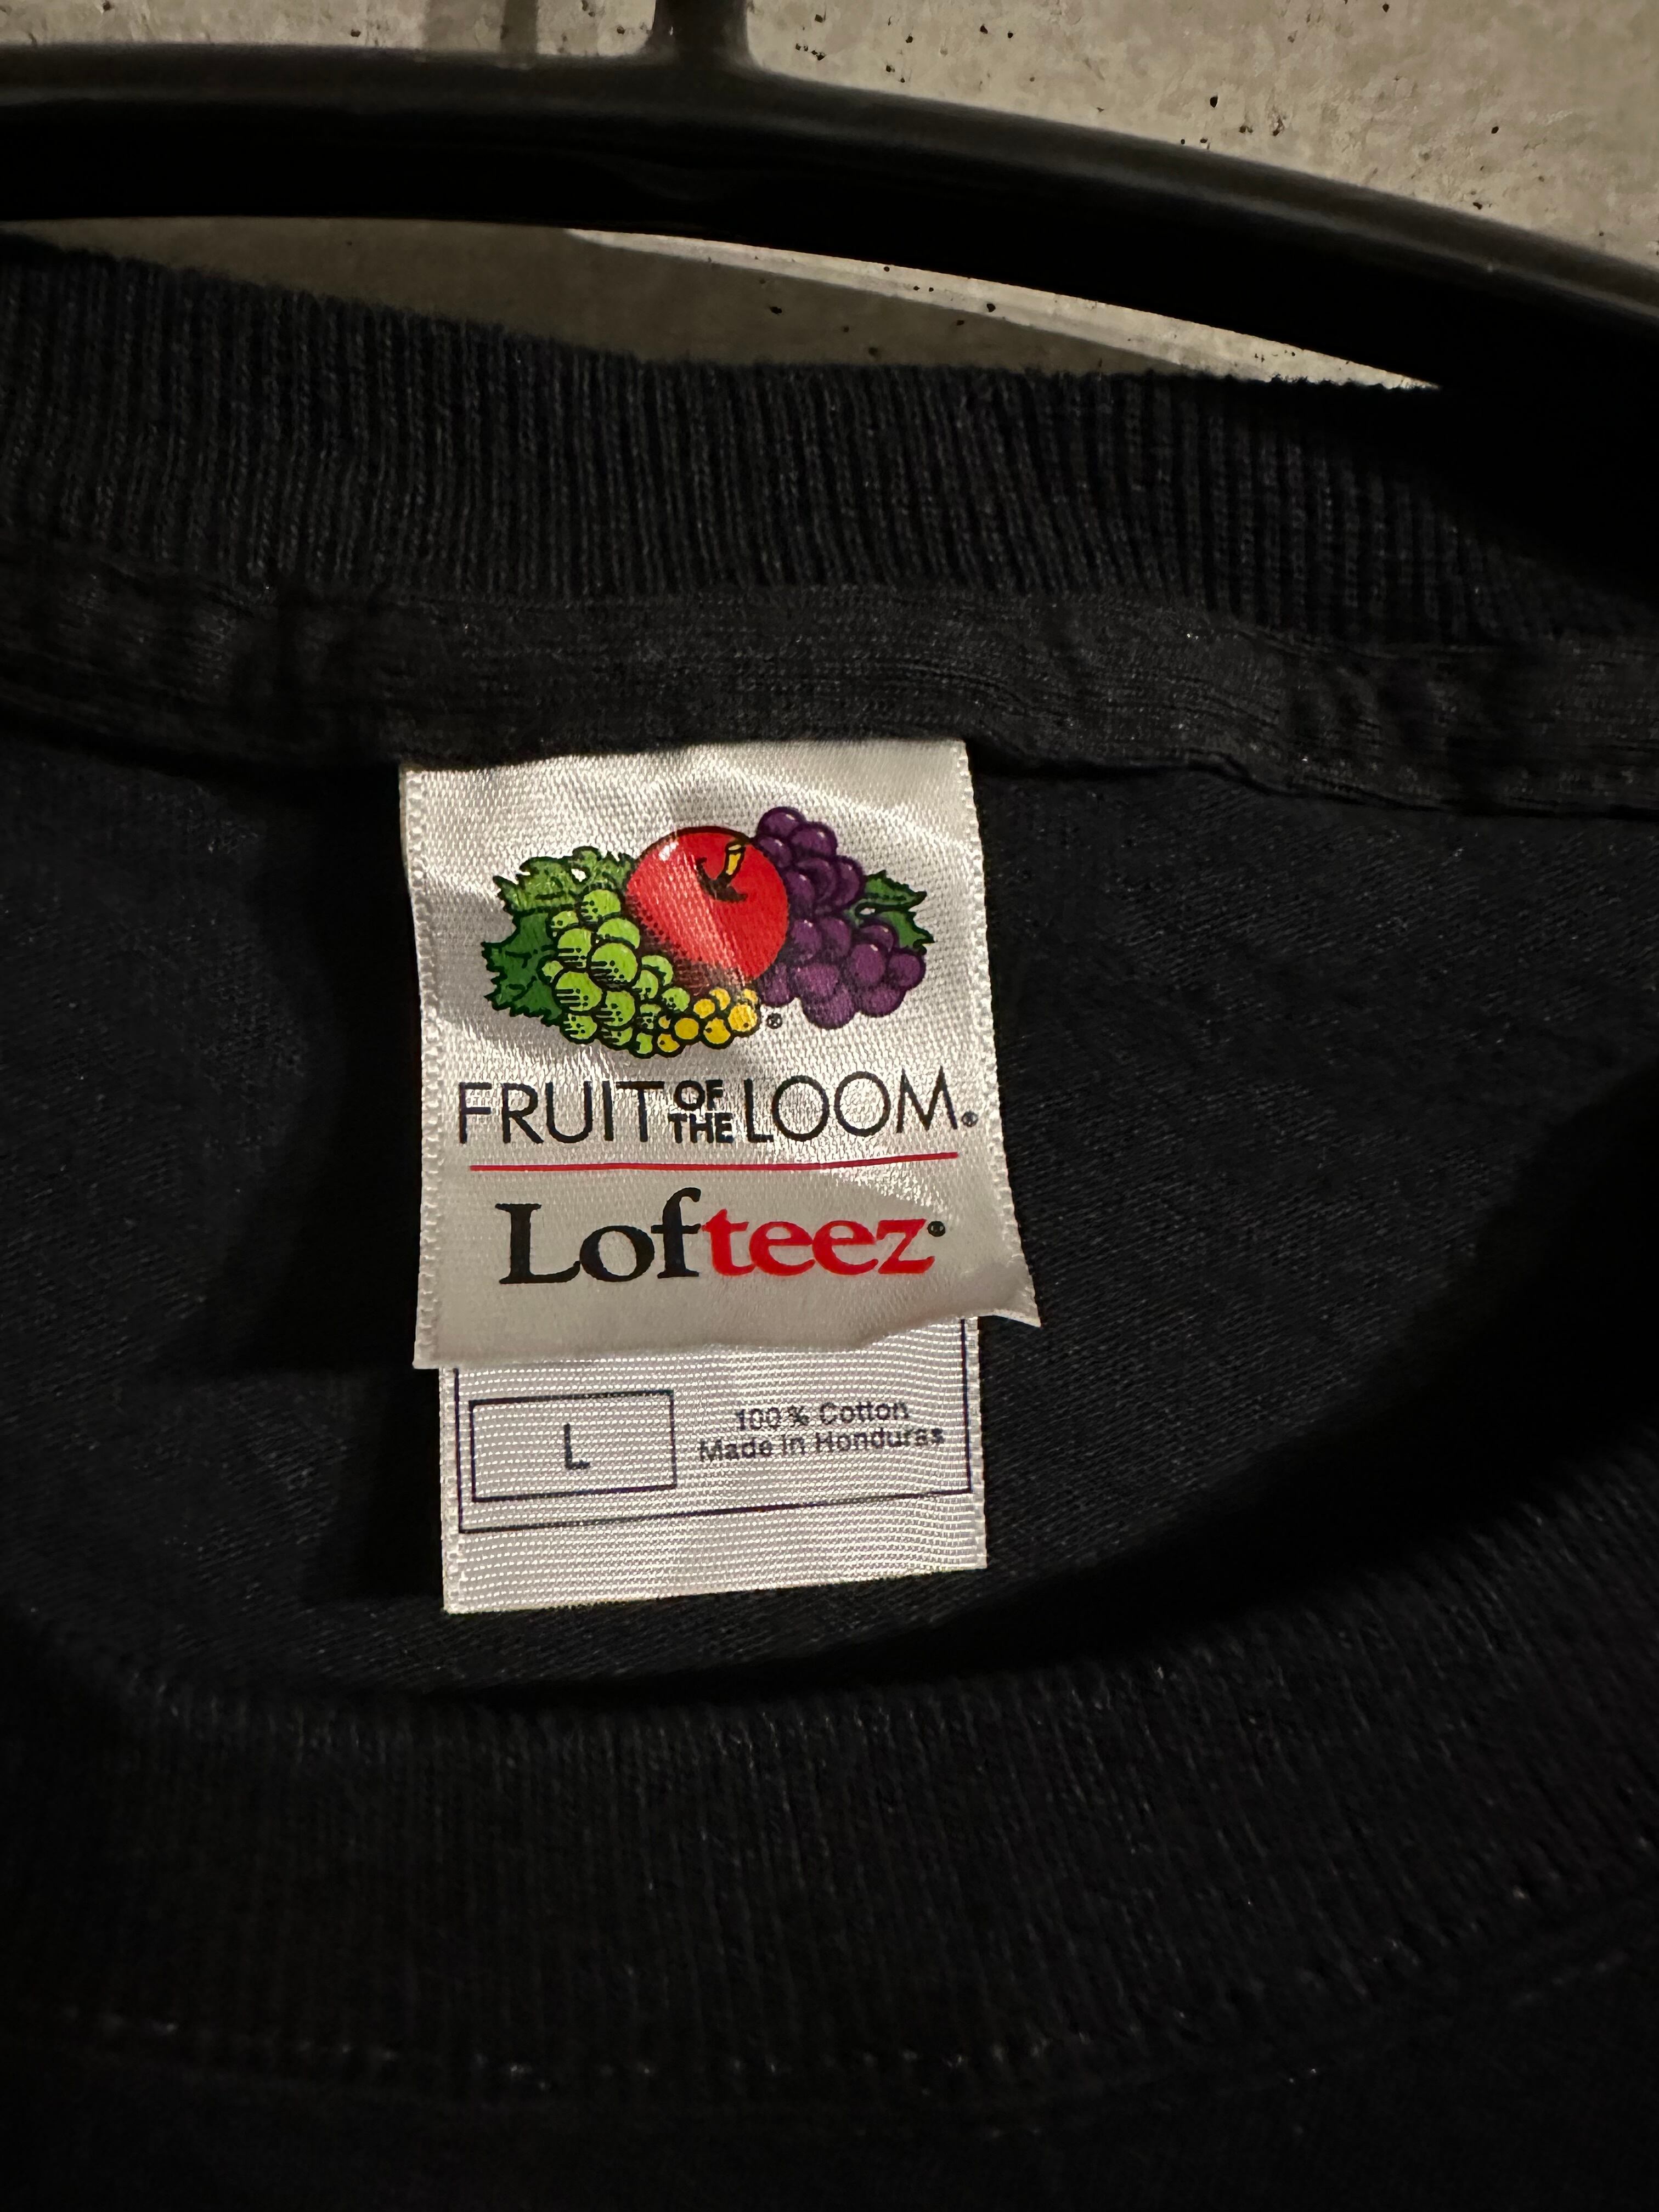 ®
FRUIT OF THE LOOM®
Lofteez®
L
100% Cotton
Made in Honduras